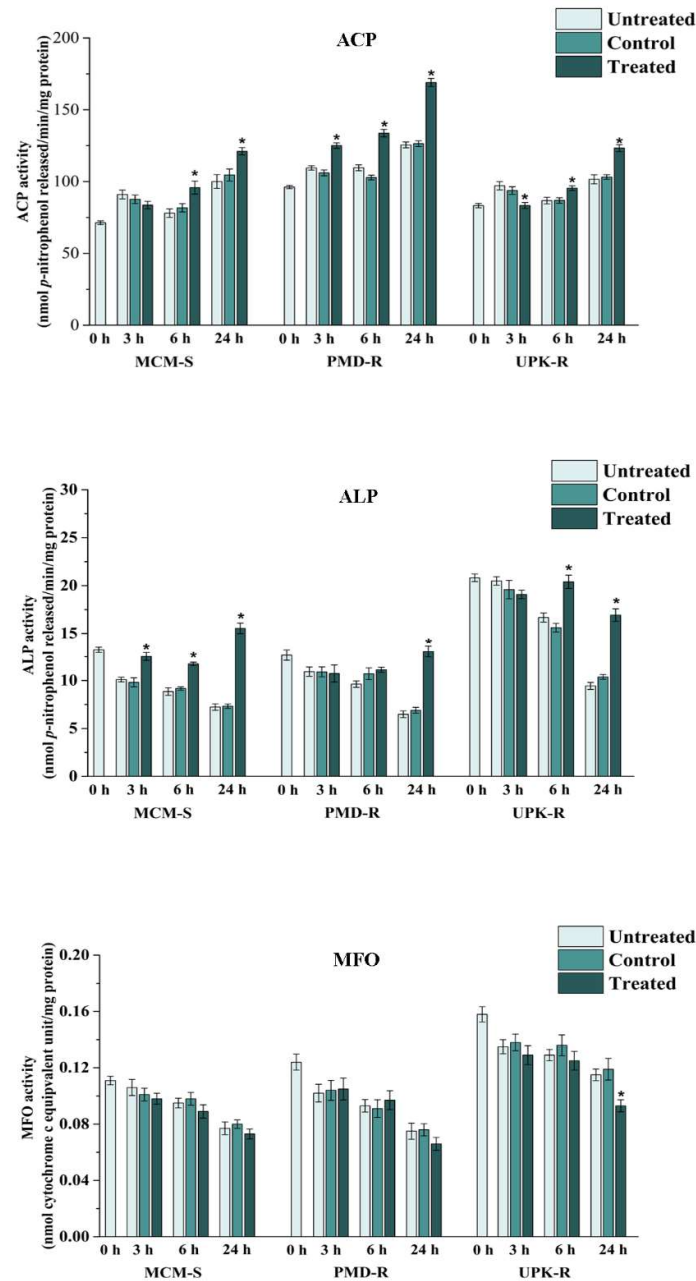 ACP
Untreated
Control
Treated
ACP activity
(nmol p-nitrophenol released/min/mg protein)
200
150
100
75
50
0
* * * * * * * *
0 h 3 h 6 h 24 h 0 h 3 h 6 h 24 h 0 h 3 h 6 h 24 h
MCM-S PMD-R UPK-R
ALP
Untreated
Control
Treated
ALP activity
(nmol p-nitrophenol released/min/mg protein)
30
25
20
15
10
5
0
* * * * * *
0 h 3 h 6 h 24 h 0 h 3 h 6 h 24 h 0 h 3 h 6 h 24 h
MCM-S PMD-R UPK-R
MFO
Untreated
Control
Treated
MFO activity
(nmol cytochrome c equipvalent unit/mg protein)
0.20
0.16
0.12
0.08
0.04
0.00
*
0 h 3 h 6 h 24 h 0 h 3 h 6 h 24 h 0 h 3 h 6 h 24 h
MCM-S PMD-R UPK-R